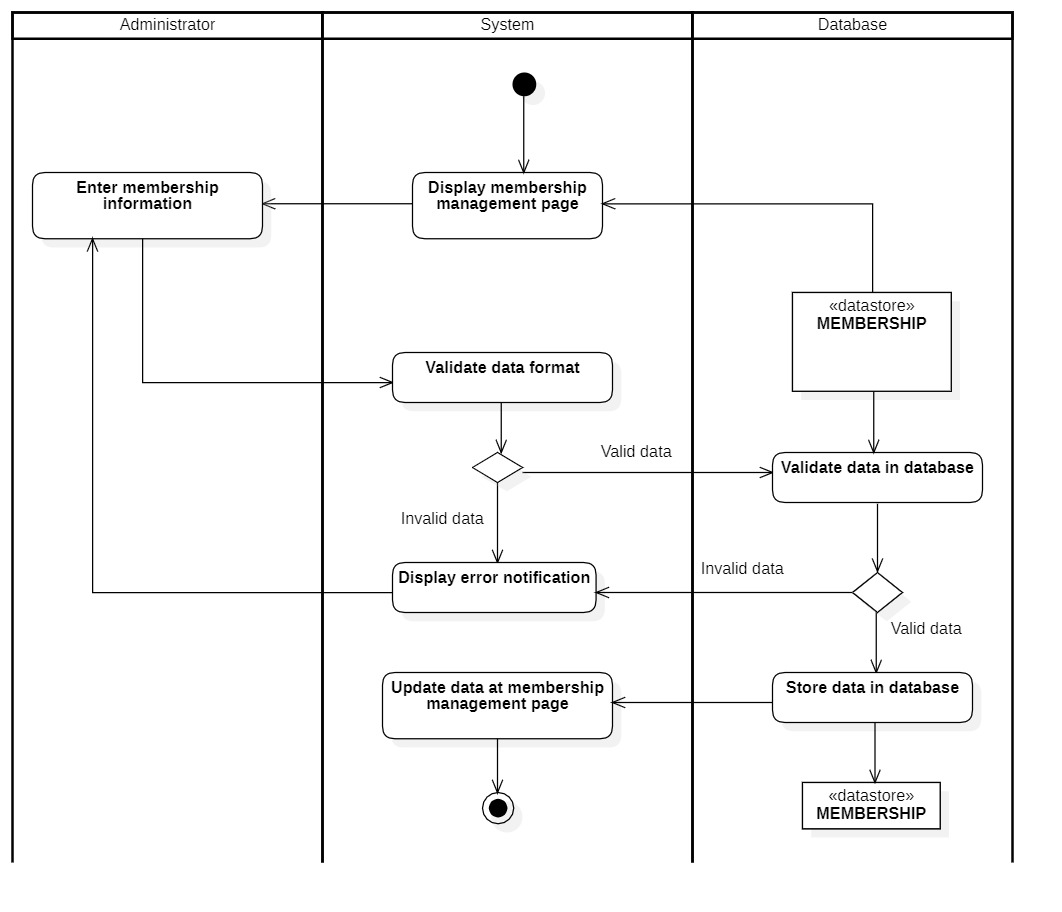 Administrator
System
Database
Enter membership
information
Display membership
management page
«datastore»
MEMBERSHIP
Validate data format
Valid data
Validate data in database
Invalid data
Display error notification
Invalid data
Valid data
Update data at membership
management page
Store data in database
«datastore»
MEMBERSHIP